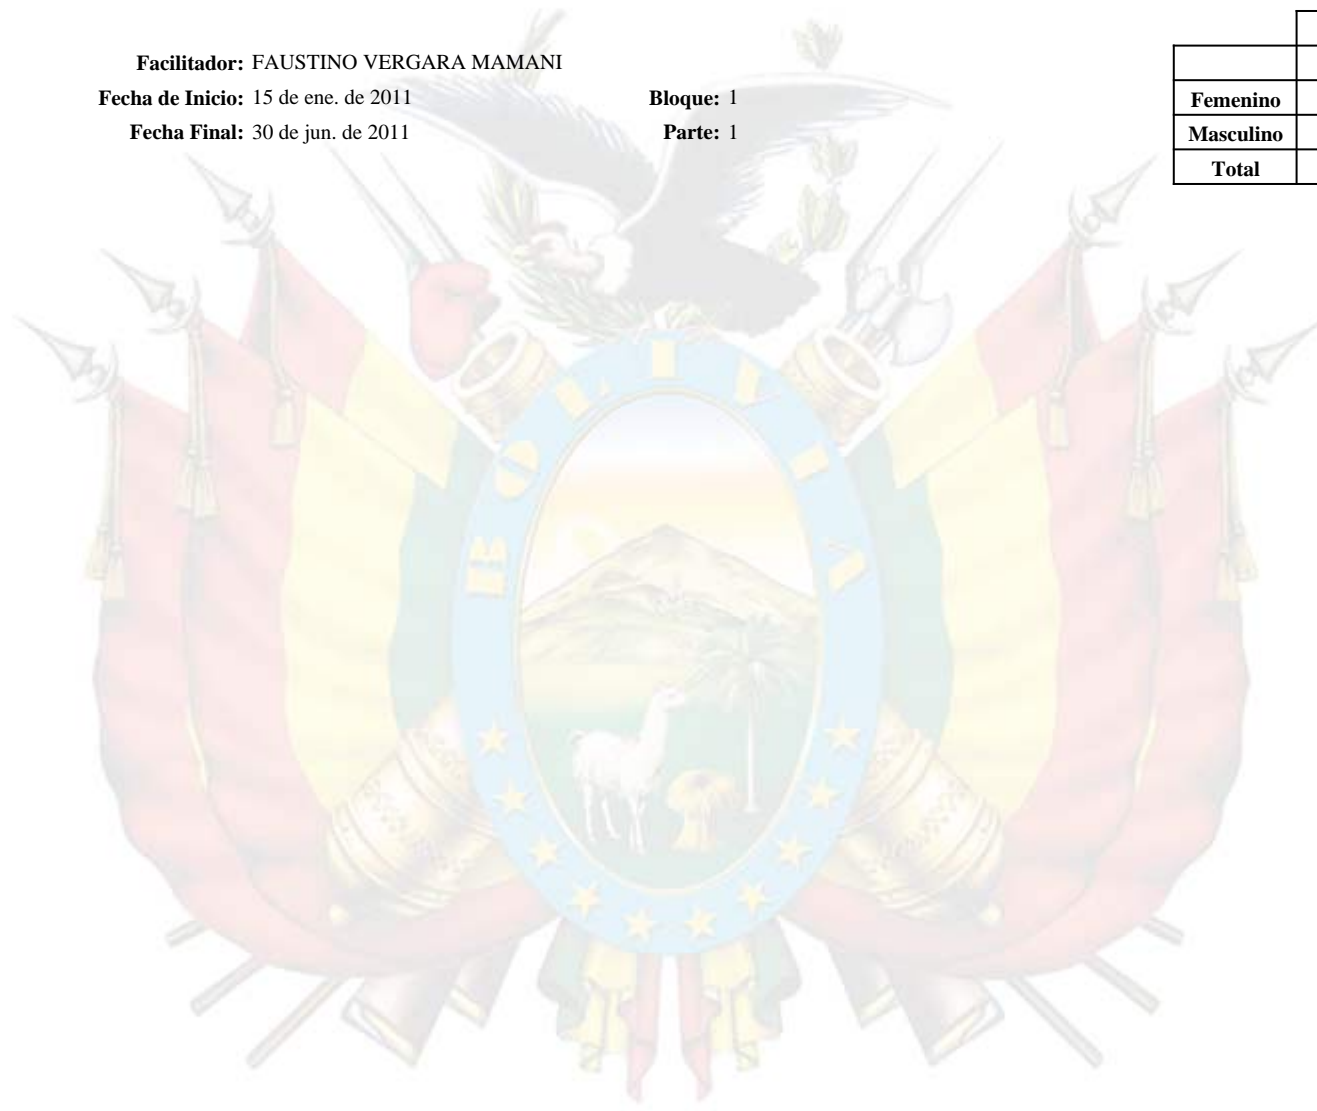 Facilitador: FAUSTINO VERGARA MAMANI
Fecha de Inicio: 15 de ene. de 2011 Bloque: 1
Fecha Final: 30 de jun. de 2011 Parte: 1
Femenino
Masculino
Total
BOLIVIA